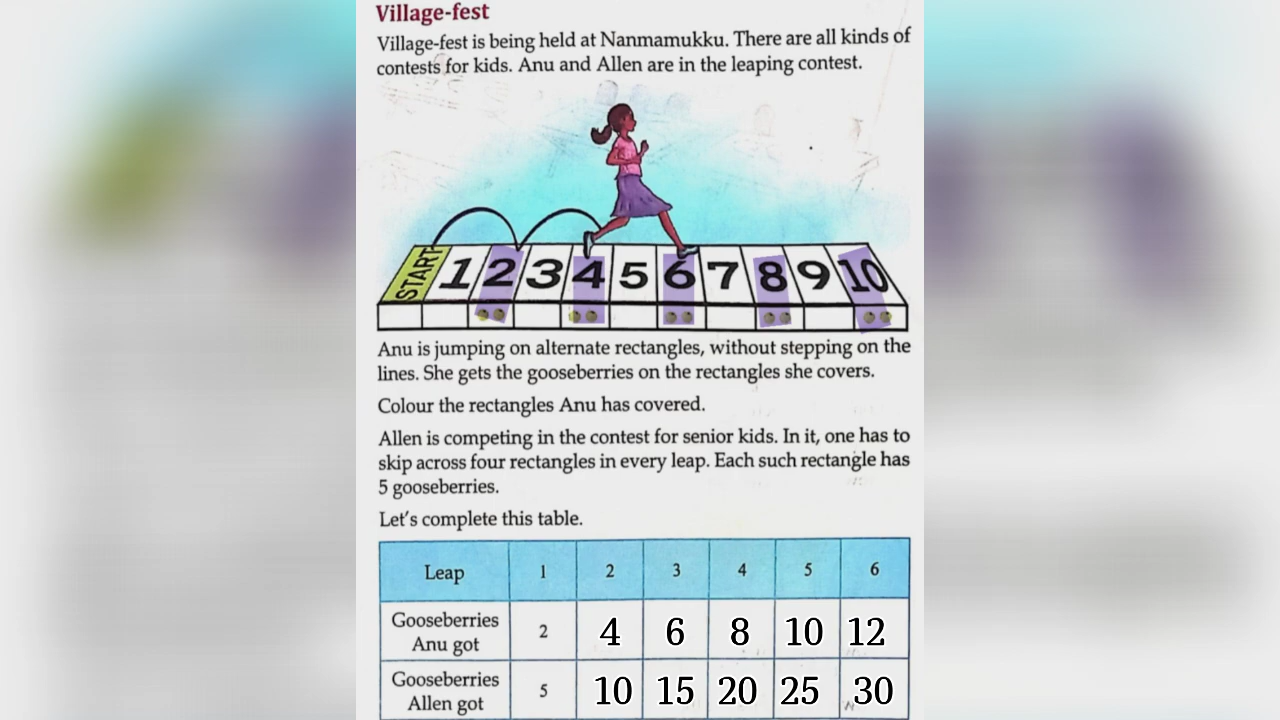 Village-fest
Village-fest is being held at Nanmamukku. There are all kinds of
contests for kids. Anu and Allen are in the leaping contest.
START 1 2 3 4 5 6 7 8 9 10
Anu is jumping on alternate rectangles, without stepping on the
lines. She gets the gooseberries on the rectangles she covers.
Colour the rectangles Anu has covered.
Allen is competing in the contest for senior kids. In it, one has to
skip across four rectangles in every leap. Each such rectangle has
5 gooseberries.
Let's complete this table.
Leap 1 2 3 4 5 6
Gooseberries
Anu got 2 4 6 8 10 12
Gooseberries
Allen got 5 10 15 20 25 30